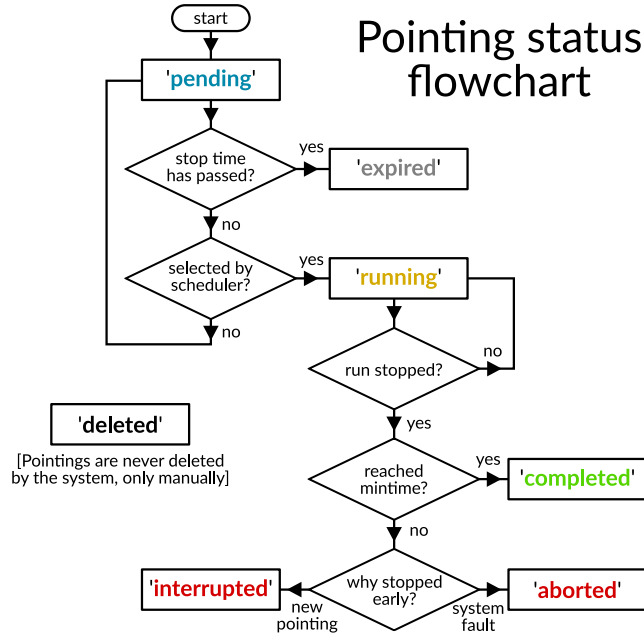 start
Pointing status
flowchart
'pending'
stop time
has passed?
yes
'expired'
no
selected by
scheduler?
yes
'running'
no
run stopped?
no
yes
'deleted'
[Pointings are never deleted
by the system, only manually]
reached
mintime?
yes
'completed'
no
'interrupted'
new
pointing
why stopped
early?
system
fault
'aborted'